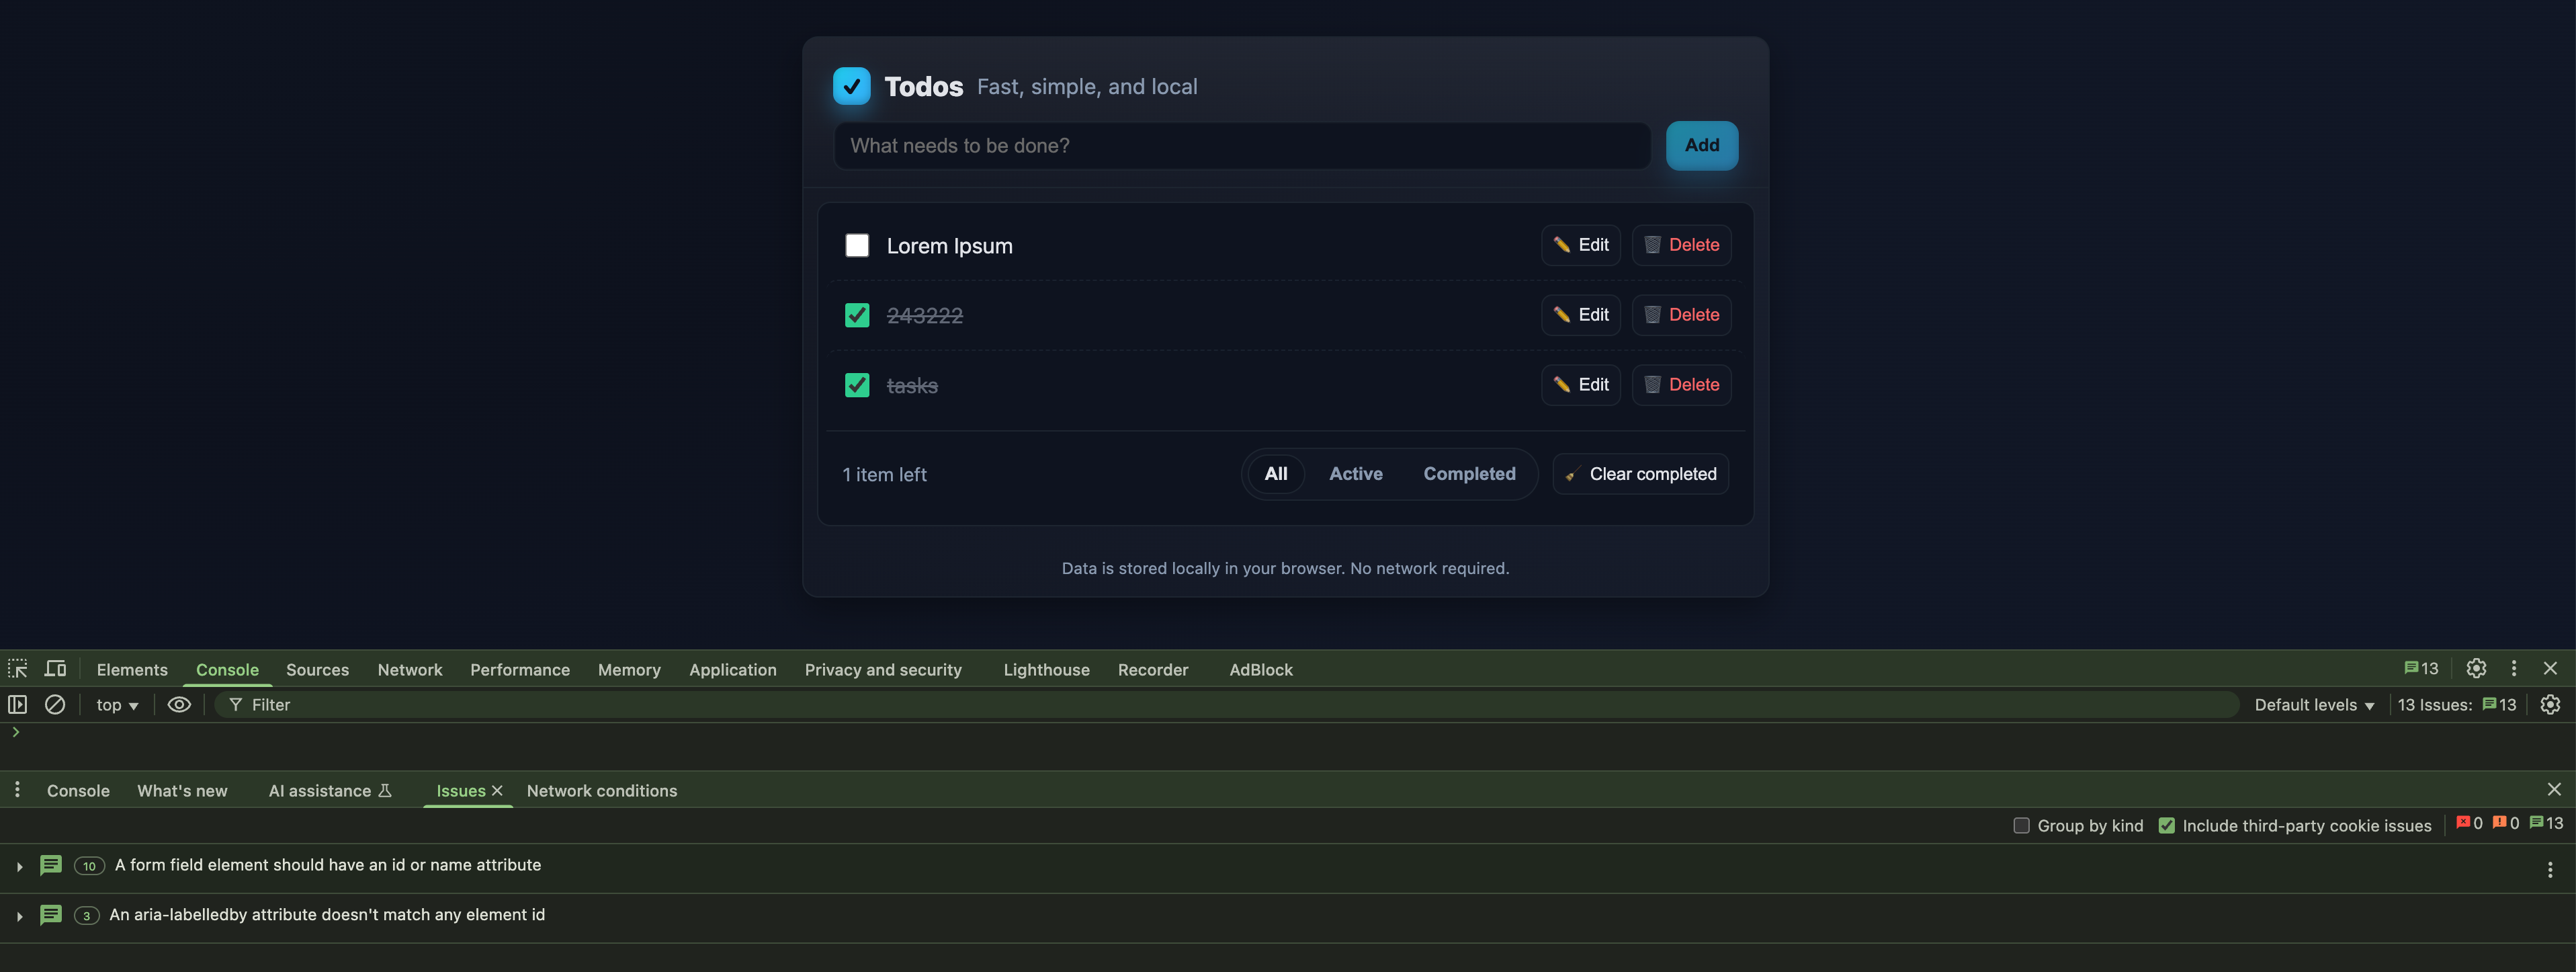 Todos Fast, simple, and local
What needs to be done? Add
Lorem Ipsum Edit Delete
243222 Edit Delete
tasks Edit Delete
1 item left All Active Completed Clear completed
Data is stored locally in your browser. No network required.
Elements Console Sources Network Performance Memory Application Privacy and security Lighthouse Recorder AdBlock 13
top Filter Default levels 13 Issues: 13
Console What's new AI assistance Issues Network conditions
Group by kind Include third-party cookie issues 0 0 13
10 A form field element should have an id or name attribute
3 An aria-labelledby attribute doesn't match any element id